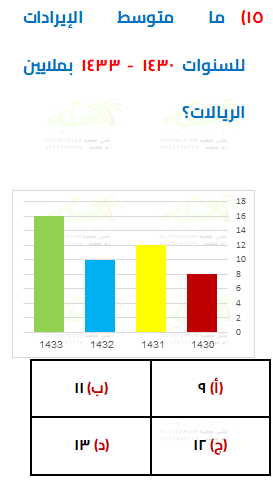 ١٥) ما متوسط الإيرادات
للسنوات ١٤٣٠ - ١٤٣٣ بملايين
الريالات؟
18
16
14
12
10
8
6
4
2
0
1433 1432 1431 1430
(أ) ٩ (ب) ١١
(ج) ١٢ (د) ١٣